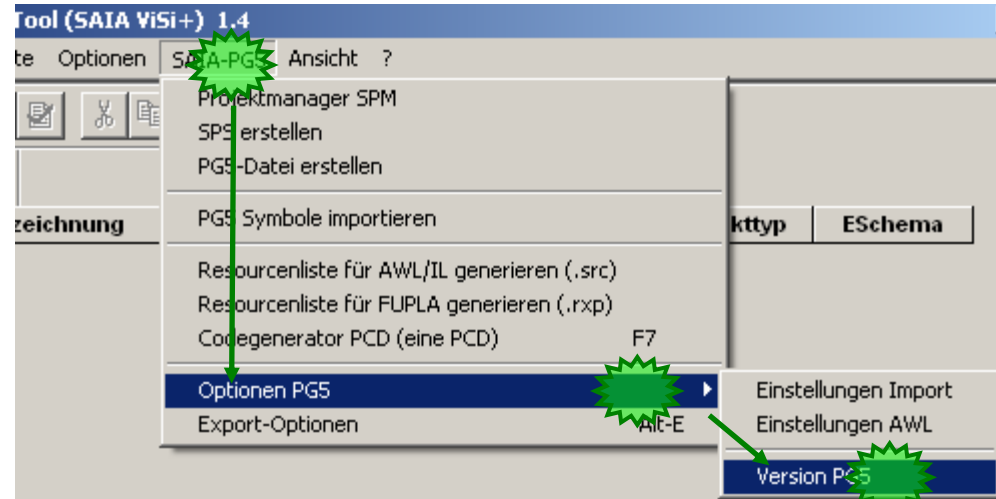 Tool (SAIA ViSi+) 1.4
te Optionen SAIA-PG5 Ansicht ?
Projektmanager SPM
SPS erstellen
PG5-Datei erstellen
PG5 Symbole importieren
zeichnung kttyp ESchema
Resourcenliste für AWL/IL generieren (.src)
Resourcenliste für FUPLA generieren (.rxp)
Codegenerator PCD (eine PCD) F7
Optionen PG5
Export-Optionen Alt-E
Einstellungen Import
Einstellungen AWL
Version PG5